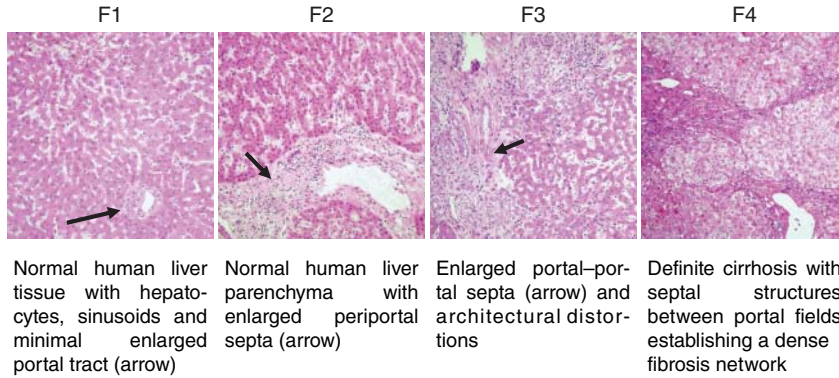 F1
F2
F3
F4
Normal human liver
tissue with hepato-
cytes, sinusoids and
minimal enlarged
portal tract (arrow)
Normal human liver
parenchyma with
enlarged periportal
septa (arrow)
Enlarged portal–por-
tal septa (arrow) and
architectural distor-
tions
Definite cirrhosis with
septal structures
between portal fields
establishing a dense
fibrosis network